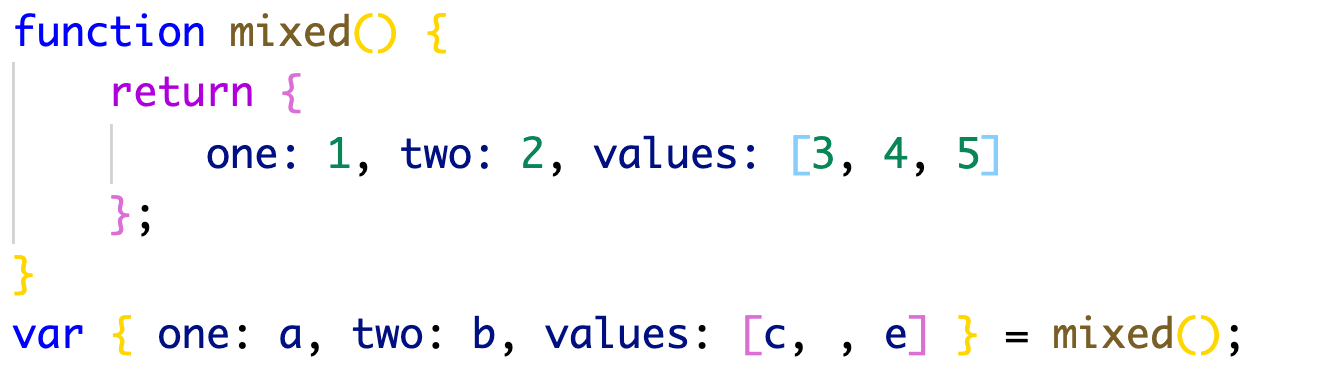 function mixed() {
    return {
        one: 1, two: 2, values: [3, 4, 5]
    };
}
var { one: a, two: b, values: [c, , e] } = mixed();